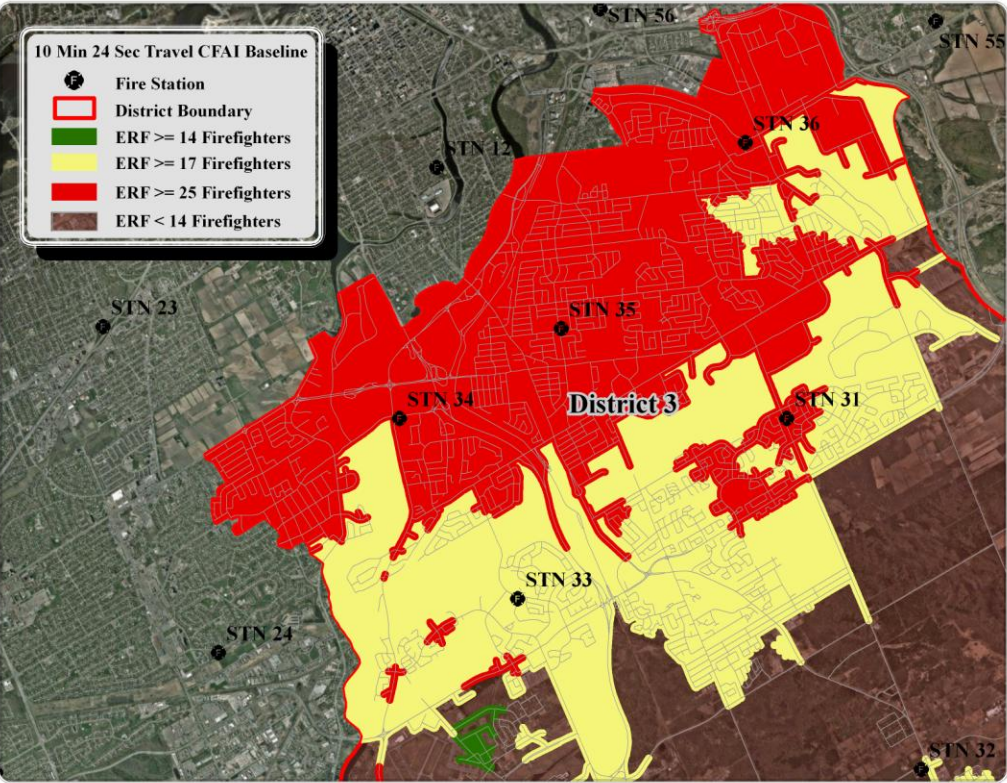 10 Min 24 Sec Travel CFAI Baseline
F Fire Station
District Boundary
ERF >= 14 Firefighters
ERF >= 17 Firefighters
ERF >= 25 Firefighters
ERF < 14 Firefighters
STN 56
STN 55
F STN 36
F STN 12
F STN 23
F STN 35
F STN 34
District 3
F STN 31
F STN 33
F STN 24
F STN 32